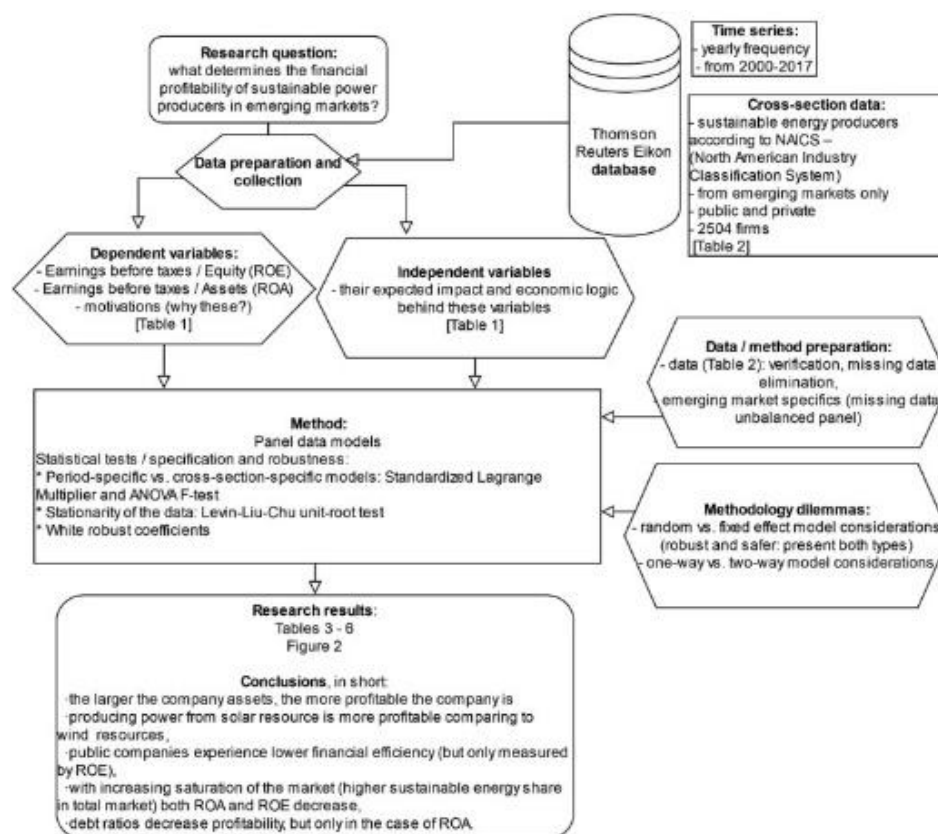 Research question:
what determines the financial
profitability of sustainable power
producers in emerging markets?
Time series:
- yearly frequency
- from 2000-2017
Thomson
Reuters Eikon
database
Cross-section data:
- sustainable energy producers
according to NAICS –
(North American Industry
Classification System)
- from emerging markets only
- public and private
- 2504 firms
[Table 2]
Data preparation and
collection
Dependent variables:
- Earnings before taxes / Equity (ROE)
- Earnings before taxes / Assets (ROA)
- motivations (why these?)
[Table 1]
Independent variables
- their expected impact and economic logic
behind these variables
[Table 1]
Data / method preparation:
- data (Table 2): verification, missing data
elimination,
- emerging market specifics (missing data
unbalanced panel)
Method:
Panel data models
Statistical tests / specification and robustness:
* Period-specific vs. cross-section-specific models: Standardized Lagrange
Multiplier and ANOVA F-test
* Stationarity of the data: Levin-Liu-Chu unit-root test
* White robust coefficients
Methodology dilemmas:
- random vs. fixed effect model considerations
(robust and safer: present both types)
- one-way vs. two-way model considerations
Research results:
Tables 3 - 6
Figure 2
Conclusions, in short:
·the larger the company assets, the more profitable the company is
·producing power from solar resource is more profitable comparing to
wind resources,
·public companies experience lower financial efficiency (but only measured
by ROE),
·with increasing saturation of the market (higher sustainable energy share
in total market) both ROA and ROE decrease,
·debt ratios decrease profitability, but only in the case of ROA.